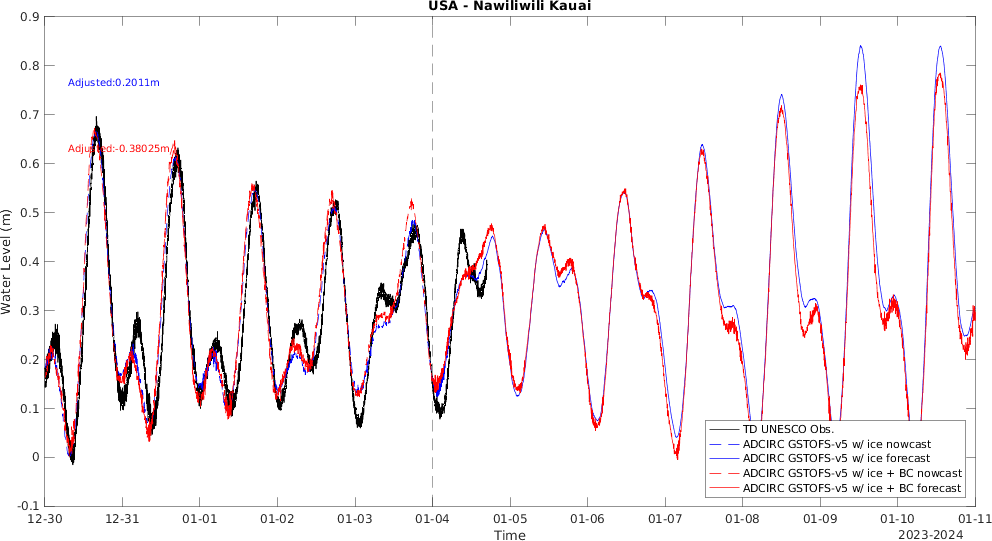 USA - Nawiliwili Kauai
0.9
0.8
0.7
0.6
0.5
0.4
0.3
0.2
0.1
0
-0.1
Water Level (m)
Adjusted:0.2011m
Adjusted:-0.38025m
TD UNESCO Obs.
ADCIRC GSTOFS-v5 w/ ice nowcast
ADCIRC GSTOFS-v5 w/ ice forecast
ADCIRC GSTOFS-v5 w/ ice + BC nowcast
ADCIRC GSTOFS-v5 w/ ice + BC forecast
12-30 12-31 01-01 01-02 01-03 01-04 01-05 01-06 01-07 01-08 01-09 01-10 01-11
Time
2023-2024